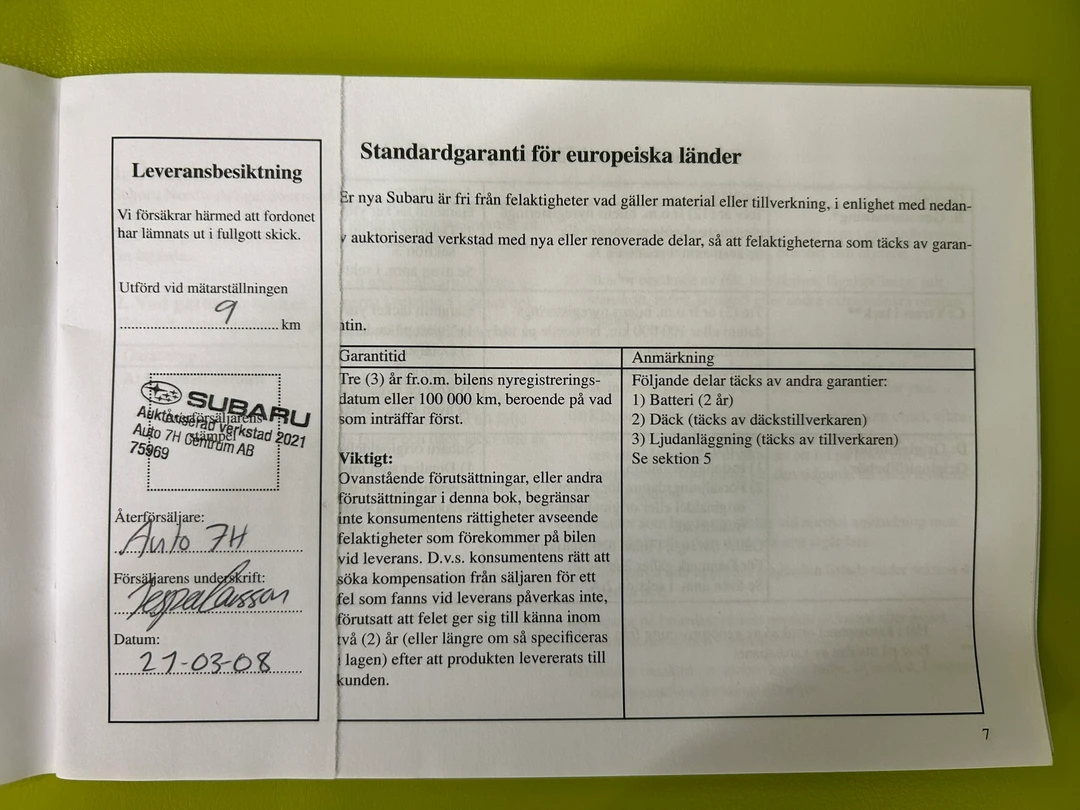 Leveransbesiktning
Vi försäkrar härmed att fordonet
har lämnats ut i fullgott skick.
Utförd vid mätarställningen
9
km
SUBARU
Auktoriserad verkstad 2021
Återförsäljarens
stämpel
Auto 7H Centrum AB
75969
Återförsäljare:
Auto 7H
Försäljarens underskrift:
Datum:
21-03-08
Standardgaranti för europeiska länder
Er nya Subaru är fri från felaktigheter vad gäller material eller tillverkning, i enlighet med nedan-
v auktoriserad verkstad med nya eller renoverade delar, så att felaktigheterna som täcks av garan-
ntin.
Garantitid
Tre (3) år fr.o.m. bilens nyregistrerings-
datum eller 100 000 km, beroende på vad
som inträffar först.
Viktigt:
Ovanstående förutsättningar, eller andra
förutsättningar i denna bok, begränsar
inte konsumentens rättigheter avseende
felaktigheter som förekommer på bilen
vid leverans. D.v.s. konsumentens rätt att
söka kompensation från säljaren för ett
fel som fanns vid leverans påverkas inte,
förutsatt att felet ger sig till känna inom
två (2) år (eller längre om så specificeras
i lagen) efter att produkten levererats till
kunden.
Anmärkning
Följande delar täcks av andra garantier:
1) Batteri (2 år)
2) Däck (täcks av däckstillverkaren)
3) Ljudanläggning (täcks av tillverkaren)
Se sektion 5
7